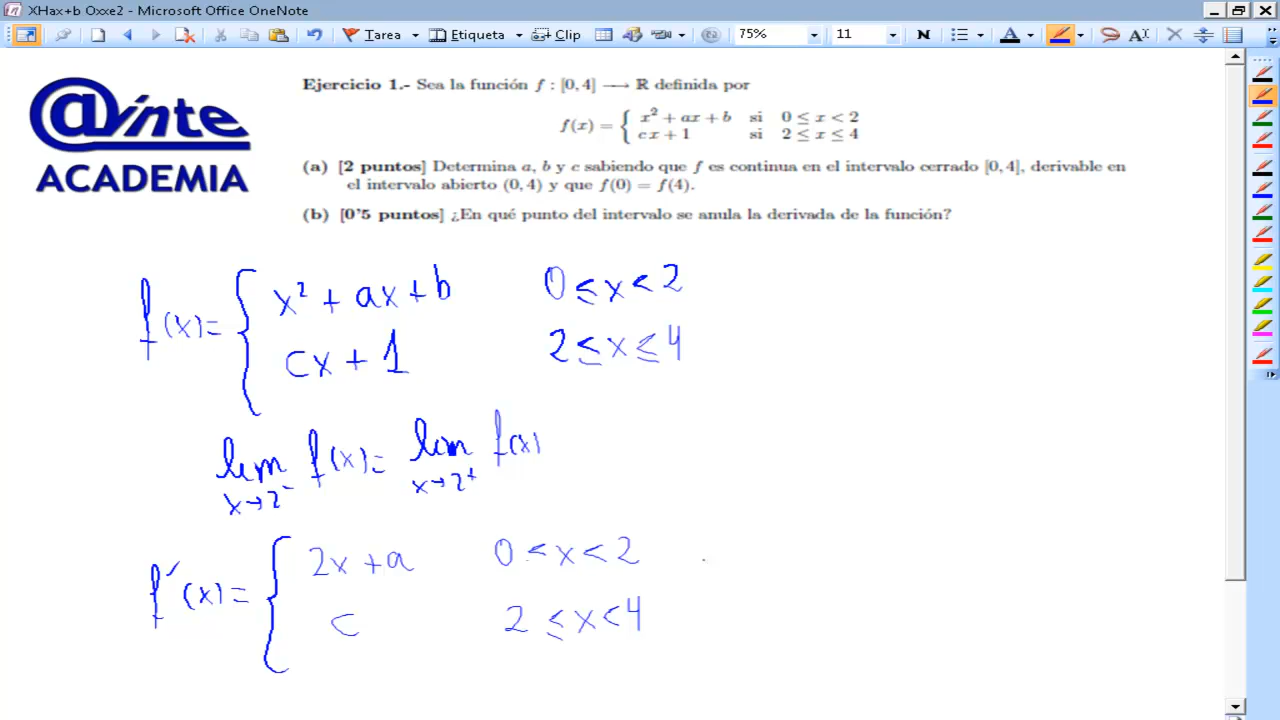 XHax+b Oxxe2 - Microsoft Office OneNote
Tarea Etiqueta Clip 75% 11 N A A
@inte
ACADEMIA
Ejercicio 1.- Sea la función f : [0, 4] ⟶ ℝ definida por
f(x) = { x² + ax + b si 0 ≤ x < 2
cx + 1 si 2 ≤ x ≤ 4
(a) [2 puntos] Determina a, b y c sabiendo que f es continua en el intervalo cerrado [0, 4], derivable en
el intervalo abierto (0, 4) y que f(0) = f(4).
(b) [0'5 puntos] ¿En qué punto del intervalo se anula la derivada de la función?
f(x) = { x² + ax + b 0 ≤ x < 2
cx + 1 2 ≤ x ≤ 4
lim f(x) = lim f(x)
x→2⁻ x→2⁺
f'(x) = { 2x + a 0 < x < 2
c 2 ≤ x < 4